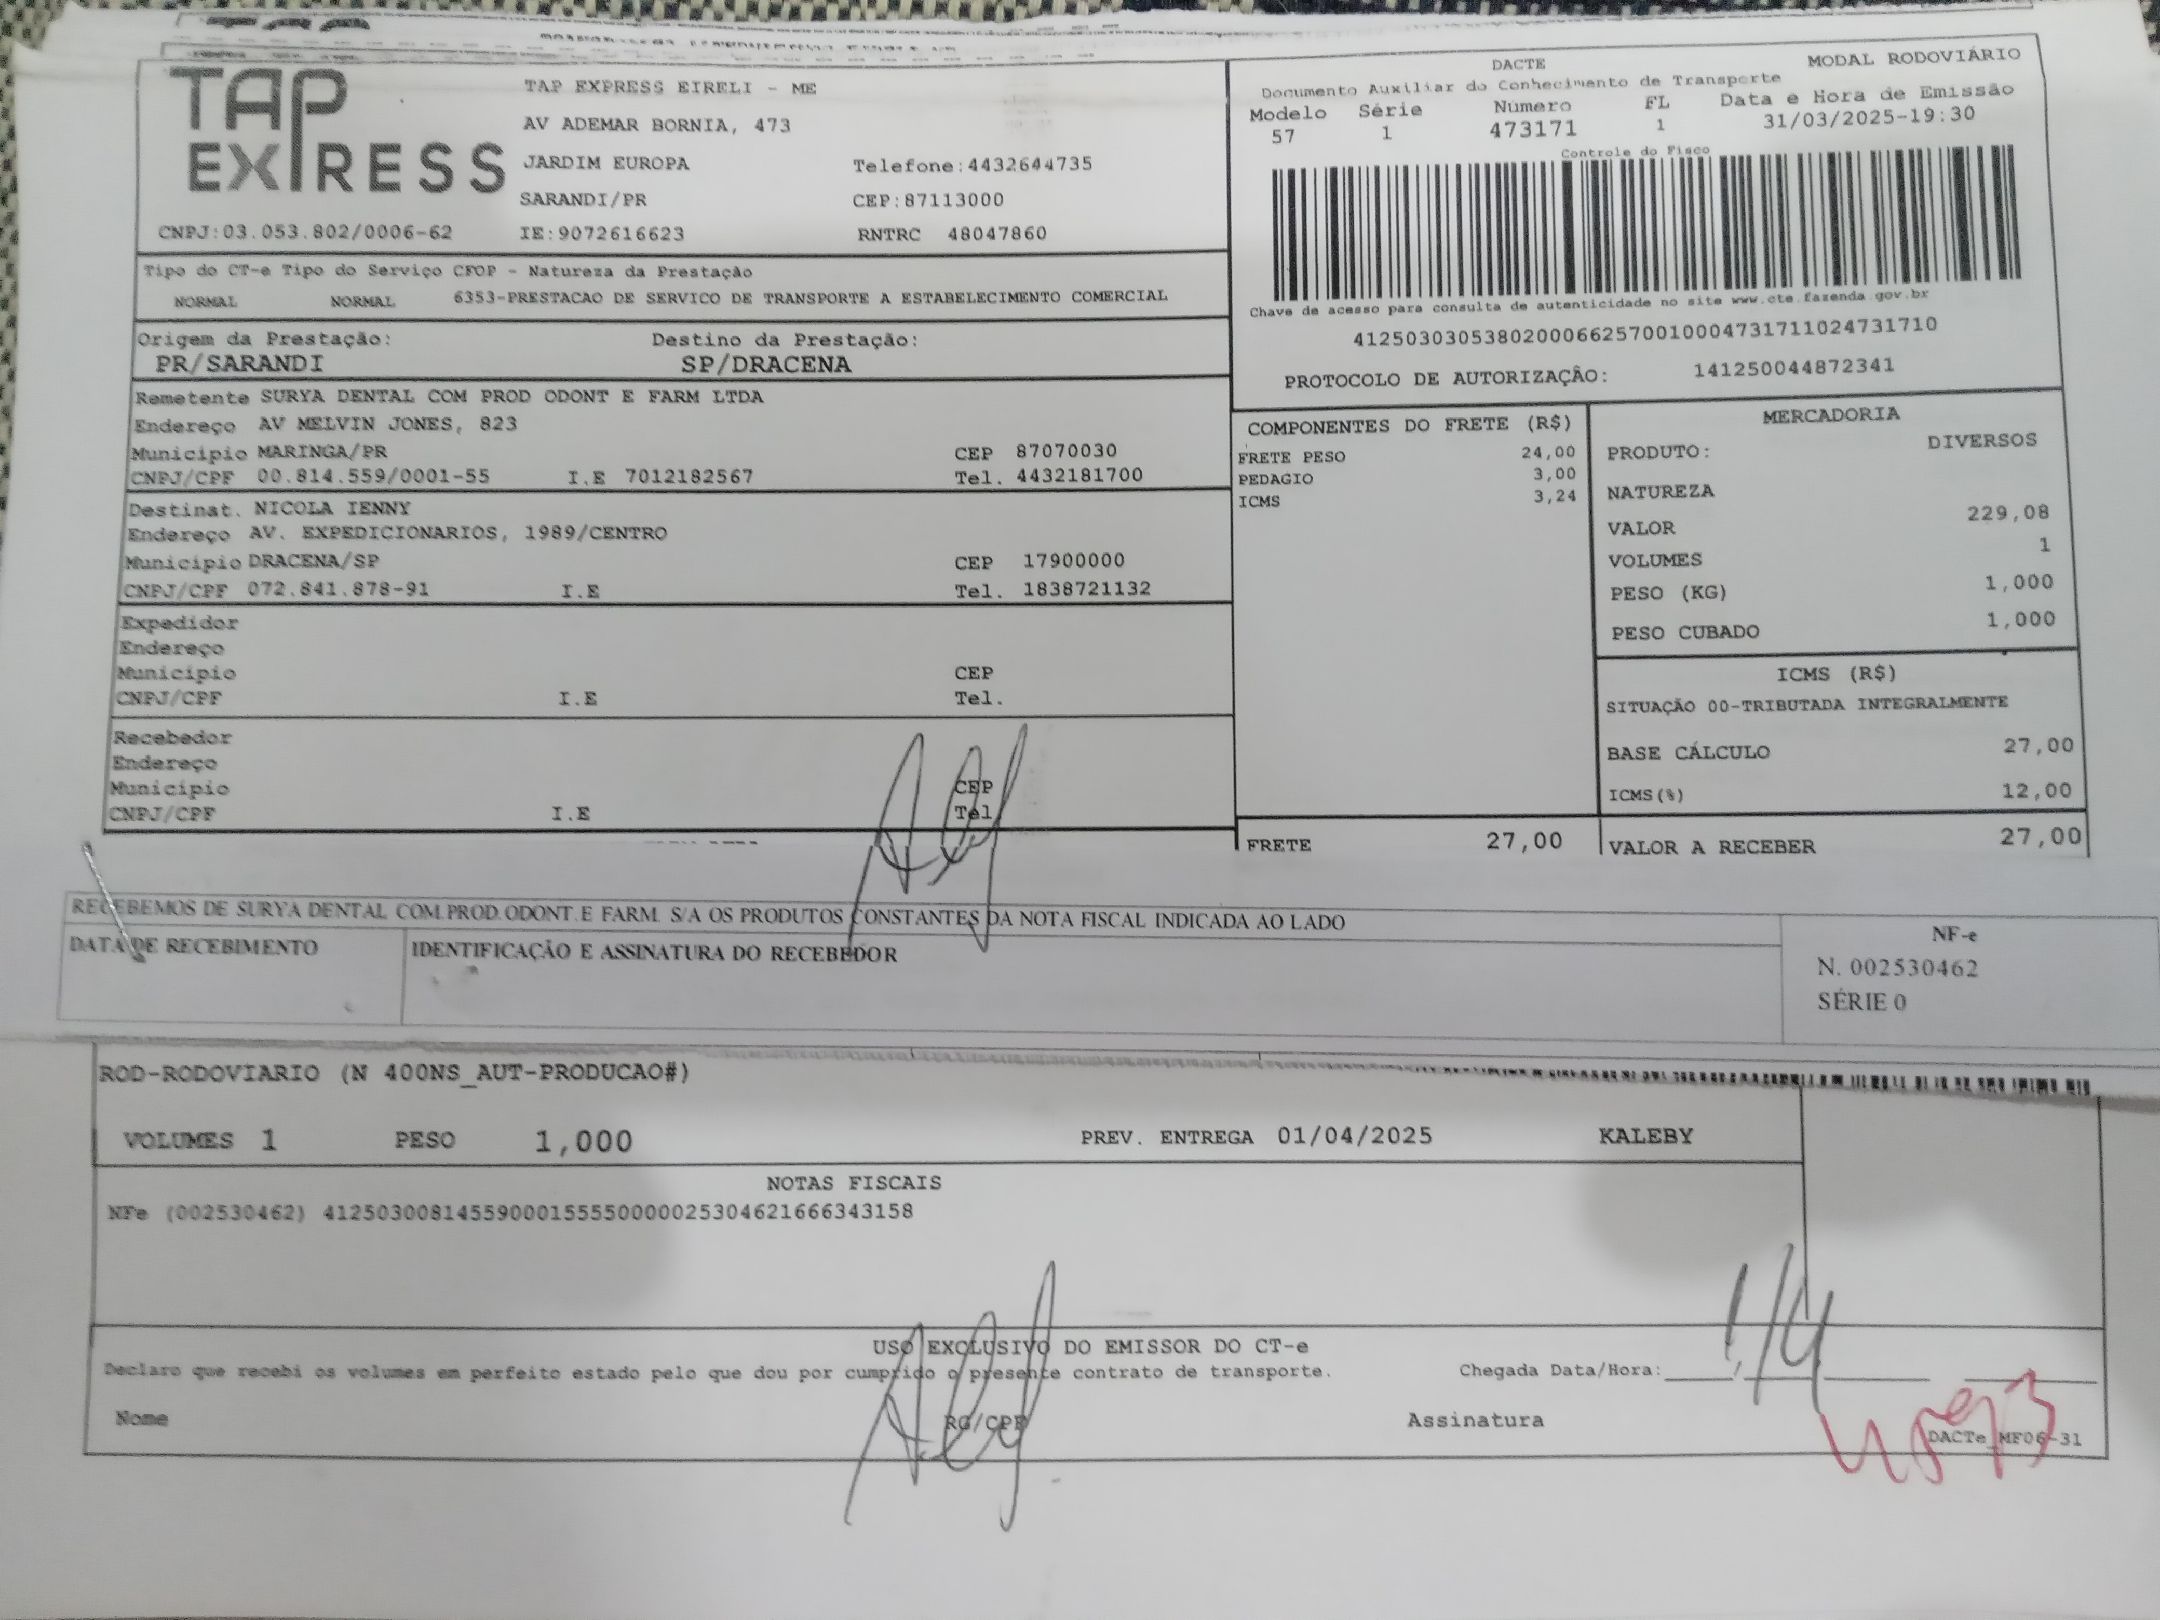 TAP EXPRESS
TAP EXPRESS EIRELI - ME
AV ADEMAR BORNIA, 473
JARDIM EUROPA Telefone:4432644735
SARANDI/PR CEP:87113000
CNPJ:03.053.802/0006-62 IE:9072616623 RNTRC 48047860
DACTE MODAL RODOVIÁRIO
Documento Auxiliar do Conhecimento de Transporte
Modelo Série Número FL Data e Hora de Emissão
57 1 473171 1 31/03/2025-19:30
Controle do Fisco
Chave de acesso para consulta de autenticidade no site www.cte.fazenda.gov.br
41250303053802000662570010004731711024731710
PROTOCOLO DE AUTORIZAÇÃO: 141250044872341
Tipo do CT-e Tipo do Serviço CFOP - Natureza da Prestação
NORMAL NORMAL 6353-PRESTACAO DE SERVICO DE TRANSPORTE A ESTABELECIMENTO COMERCIAL
Origem da Prestação: Destino da Prestação:
PR/SARANDI SP/DRACENA
Remetente SURYA DENTAL COM PROD ODONT E FARM LTDA
Endereço AV MELVIN JONES, 823
Município MARINGA/PR CEP 87070030
CNPJ/CPF 00.814.559/0001-55 I.E 7012182567 Tel. 4432181700
Destinat. NICOLA IENNY
Endereço AV. EXPEDICIONARIOS, 1989/CENTRO
Município DRACENA/SP CEP 17900000
CNPJ/CPF 072.841.878-91 I.E Tel. 1838721132
Expedidor
Endereço
Município CEP
CNPJ/CPF I.E Tel.
Recebedor
Endereço
Município CEP
CNPJ/CPF I.E Tel
COMPONENTES DO FRETE (R$)
FRETE PESO 24,00
PEDAGIO 3,00
ICMS 3,24
FRETE 27,00
MERCADORIA
PRODUTO: DIVERSOS
NATUREZA
VALOR 229,08
VOLUMES 1
PESO (KG) 1,000
PESO CUBADO 1,000
ICMS (R$)
SITUAÇÃO 00-TRIBUTADA INTEGRALMENTE
BASE CÁLCULO 27,00
ICMS(%) 12,00
VALOR A RECEBER 27,00
RECEBEMOS DE SURYA DENTAL COM.PROD.ODONT.E FARM. S/A OS PRODUTOS CONSTANTES DA NOTA FISCAL INDICADA AO LADO
DATA DE RECEBIMENTO IDENTIFICAÇÃO E ASSINATURA DO RECEBEDOR
NF-e
N. 002530462
SÉRIE 0
ROD-RODOVIARIO (N 400NS_AUT-PRODUCAO#)
VOLUMES 1 PESO 1,000 PREV. ENTREGA 01/04/2025 KALEBY
NOTAS FISCAIS
NFe (002530462) 41250300814559000155550000025304621666343158
USO EXCLUSIVO DO EMISSOR DO CT-e
Declaro que recebi os volumes em perfeito estado pelo que dou por cumprido o presente contrato de transporte. Chegada Data/Hora: 1/4
Nome RG/CPF Assinatura DACTe_MF06-31